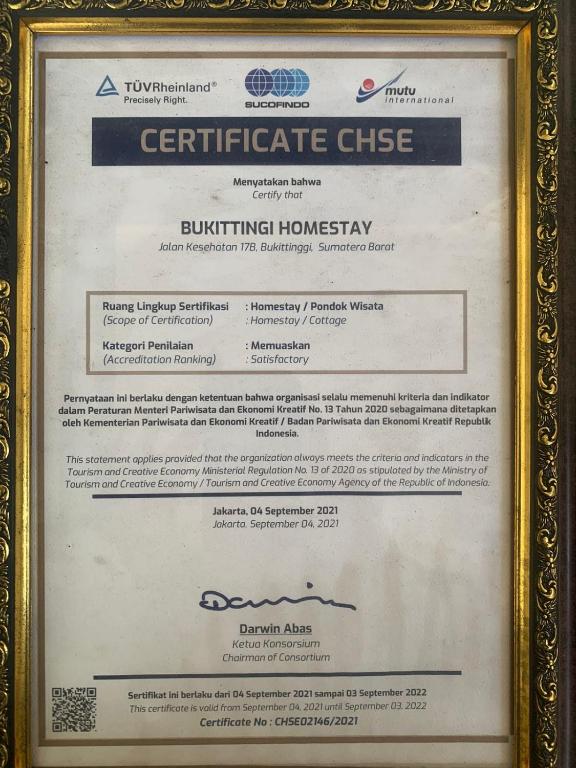 TÜVRheinland®
Precisely Right.
SUCOFINDO
mutu
international
CERTIFICATE CHSE
Menyatakan bahwa
Certify that
BUKITTINGI HOMESTAY
Jalan Kesehatan 17B, Bukittinggi, Sumatera Barat
Ruang Lingkup Sertifikasi : Homestay / Pondok Wisata
(Scope of Certification) : Homestay / Cottage
Kategori Penilaian : Memuaskan
(Accreditation Ranking) : Satisfactory
Pernyataan ini berlaku dengan ketentuan bahwa organisasi selalu memenuhi kriteria dan indikator
dalam Peraturan Menteri Pariwisata dan Ekonomi Kreatif No. 13 Tahun 2020 sebagaimana ditetapkan
oleh Kementerian Pariwisata dan Ekonomi Kreatif / Badan Pariwisata dan Ekonomi Kreatif Republik
Indonesia.
This statement applies provided that the organization always meets the criteria and indicators in the
Tourism and Creative Economy Ministerial Regulation No. 13 of 2020 as stipulated by the Ministry of
Tourism and Creative Economy / Tourism and Creative Economy Agency of the Republic of Indonesia.
Jakarta, 04 September 2021
Jakarta, September 04, 2021
Darwin
Darwin Abas
Ketua Konsorsium
Chairman of Consortium
Sertifikat ini berlaku dari 04 September 2021 sampai 03 September 2022
This certificate is valid from September 04, 2021 until September 03, 2022
Certificate No : CHSE02146/2021